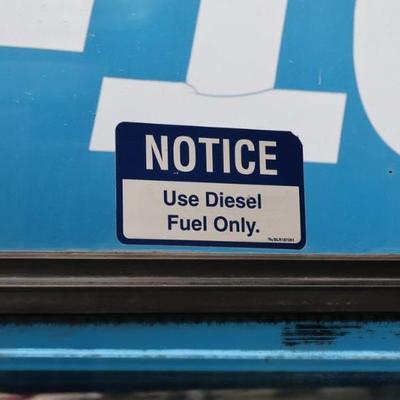 NOTICE
Use Diesel
Fuel Only.